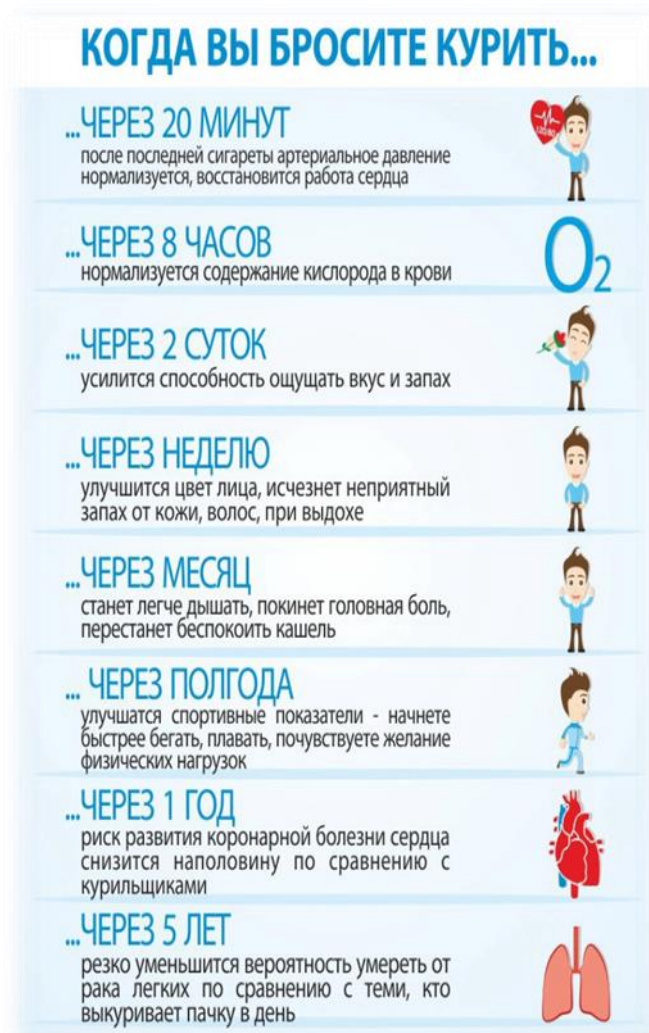 КОГДА ВЫ БРОСИТЕ КУРИТЬ...
...ЧЕРЕЗ 20 МИНУТ
после последней сигареты артериальное давление
нормализуется, восстановится работа сердца
120/80
...ЧЕРЕЗ 8 ЧАСОВ
нормализуется содержание кислорода в крови
O2
...ЧЕРЕЗ 2 СУТОК
усилится способность ощущать вкус и запах
...ЧЕРЕЗ НЕДЕЛЮ
улучшится цвет лица, исчезнет неприятный
запах от кожи, волос, при выдохе
...ЧЕРЕЗ МЕСЯЦ
станет легче дышать, покинет головная боль,
перестанет беспокоить кашель
... ЧЕРЕЗ ПОЛГОДА
улучшатся спортивные показатели - начнете
быстрее бегать, плавать, почувствуете желание
физических нагрузок
...ЧЕРЕЗ 1 ГОД
риск развития коронарной болезни сердца
снизится наполовину по сравнению с
курильщиками
...ЧЕРЕЗ 5 ЛЕТ
резко уменьшится вероятность умереть от
рака легких по сравнению с теми, кто
выкуривает пачку в день